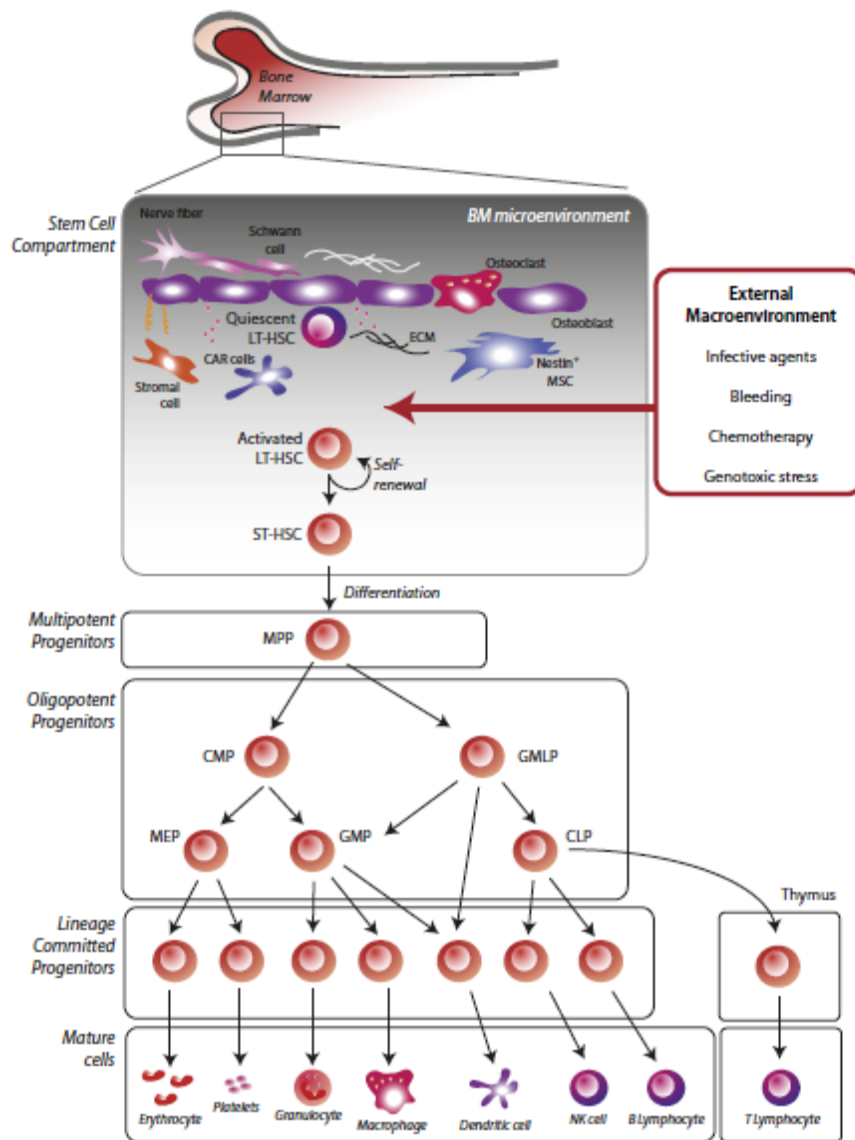 Bone
Marrow
Stem Cell
Compartment
BM microenvironment
Nerve fiber
Schwann
cell
Osteoclast
Osteoblast
Quiescent
LT-HSC
ECM
CAR cells
Stromal
cell
Nestin+
MSC
External
Macroenvironment
Infective agents
Bleeding
Chemotherapy
Genotoxic stress
Activated
LT-HSC
Self-
renewal
ST-HSC
Differentiation
Multipotent
Progenitors
MPP
Oligopotent
Progenitors
CMP
GMLP
MEP
GMP
CLP
Thymus
Lineage
Committed
Progenitors
Mature
cells
Erythrocyte
Platelets
Granulocyte
Macrophage
Dendritic cell
NK cell
B Lymphocyte
T Lymphocyte